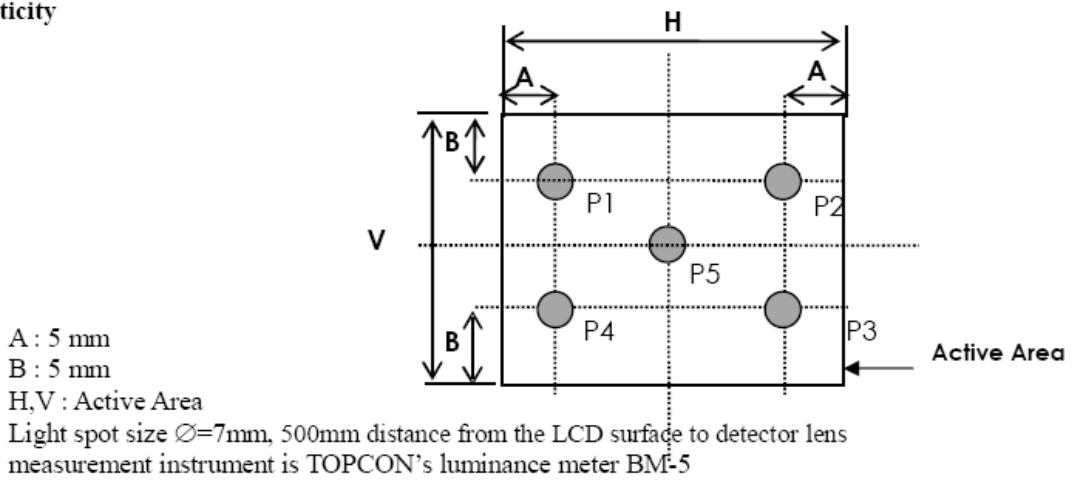 ticity
H
A
A
B
P1
P2
V
P5
P4
P3
B
Active Area
A : 5 mm
B : 5 mm
H,V : Active Area
Light spot size ∅=7mm, 500mm distance from the LCD surface to detector lens
measurement instrument is TOPCON's luminance meter BM-5